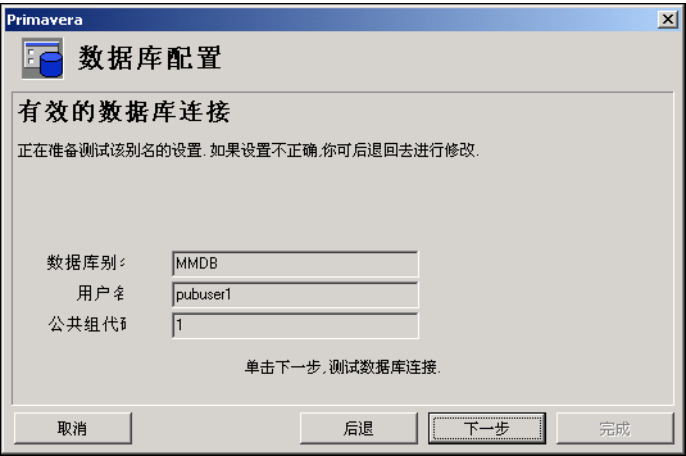 Primavera
数据库配置
有效的数据库连接
正在准备测试该别名的设置.如果设置不正确,你可后退回去进行修改.
数据库别 MMDB
用户名 pubuser1
公共组代码 1
单击下一步,测试数据库连接.
取消 后退 下一步 完成